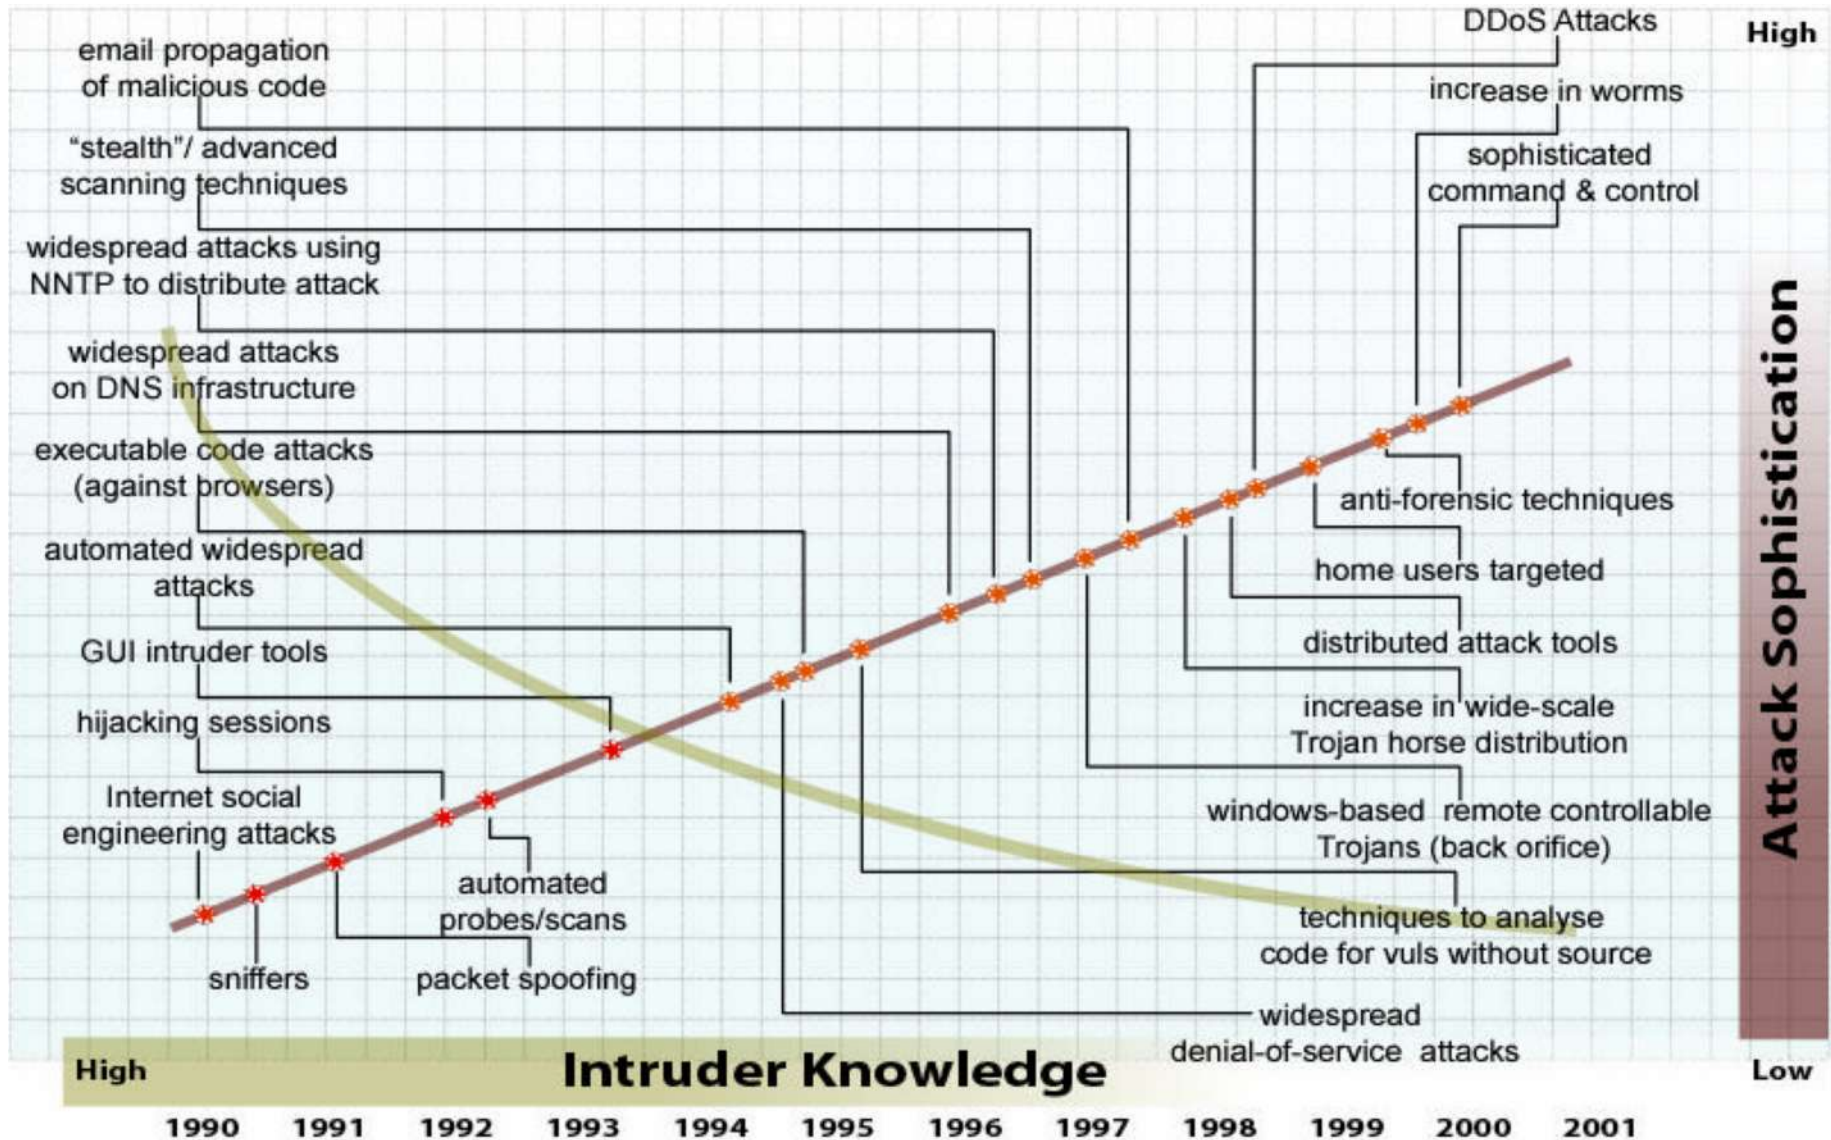 email propagation
of malicious code
“stealth”/ advanced
scanning techniques
widespread attacks using
NNTP to distribute attack
widespread attacks
on DNS infrastructure
executable code attacks
(against browsers)
automated widespread
attacks
GUI intruder tools
hijacking sessions
Internet social
engineering attacks
sniffers
automated
probes/scans
packet spoofing
DDoS Attacks
increase in worms
sophisticated
command & control
anti-forensic techniques
home users targeted
distributed attack tools
increase in wide-scale
Trojan horse distribution
windows-based remote controllable
Trojans (back orifice)
techniques to analyse
code for vuls without source
widespread
denial-of-service attacks
High
Attack Sophistication
Low
High
Intruder Knowledge
1990 1991 1992 1993 1994 1995 1996 1997 1998 1999 2000 2001